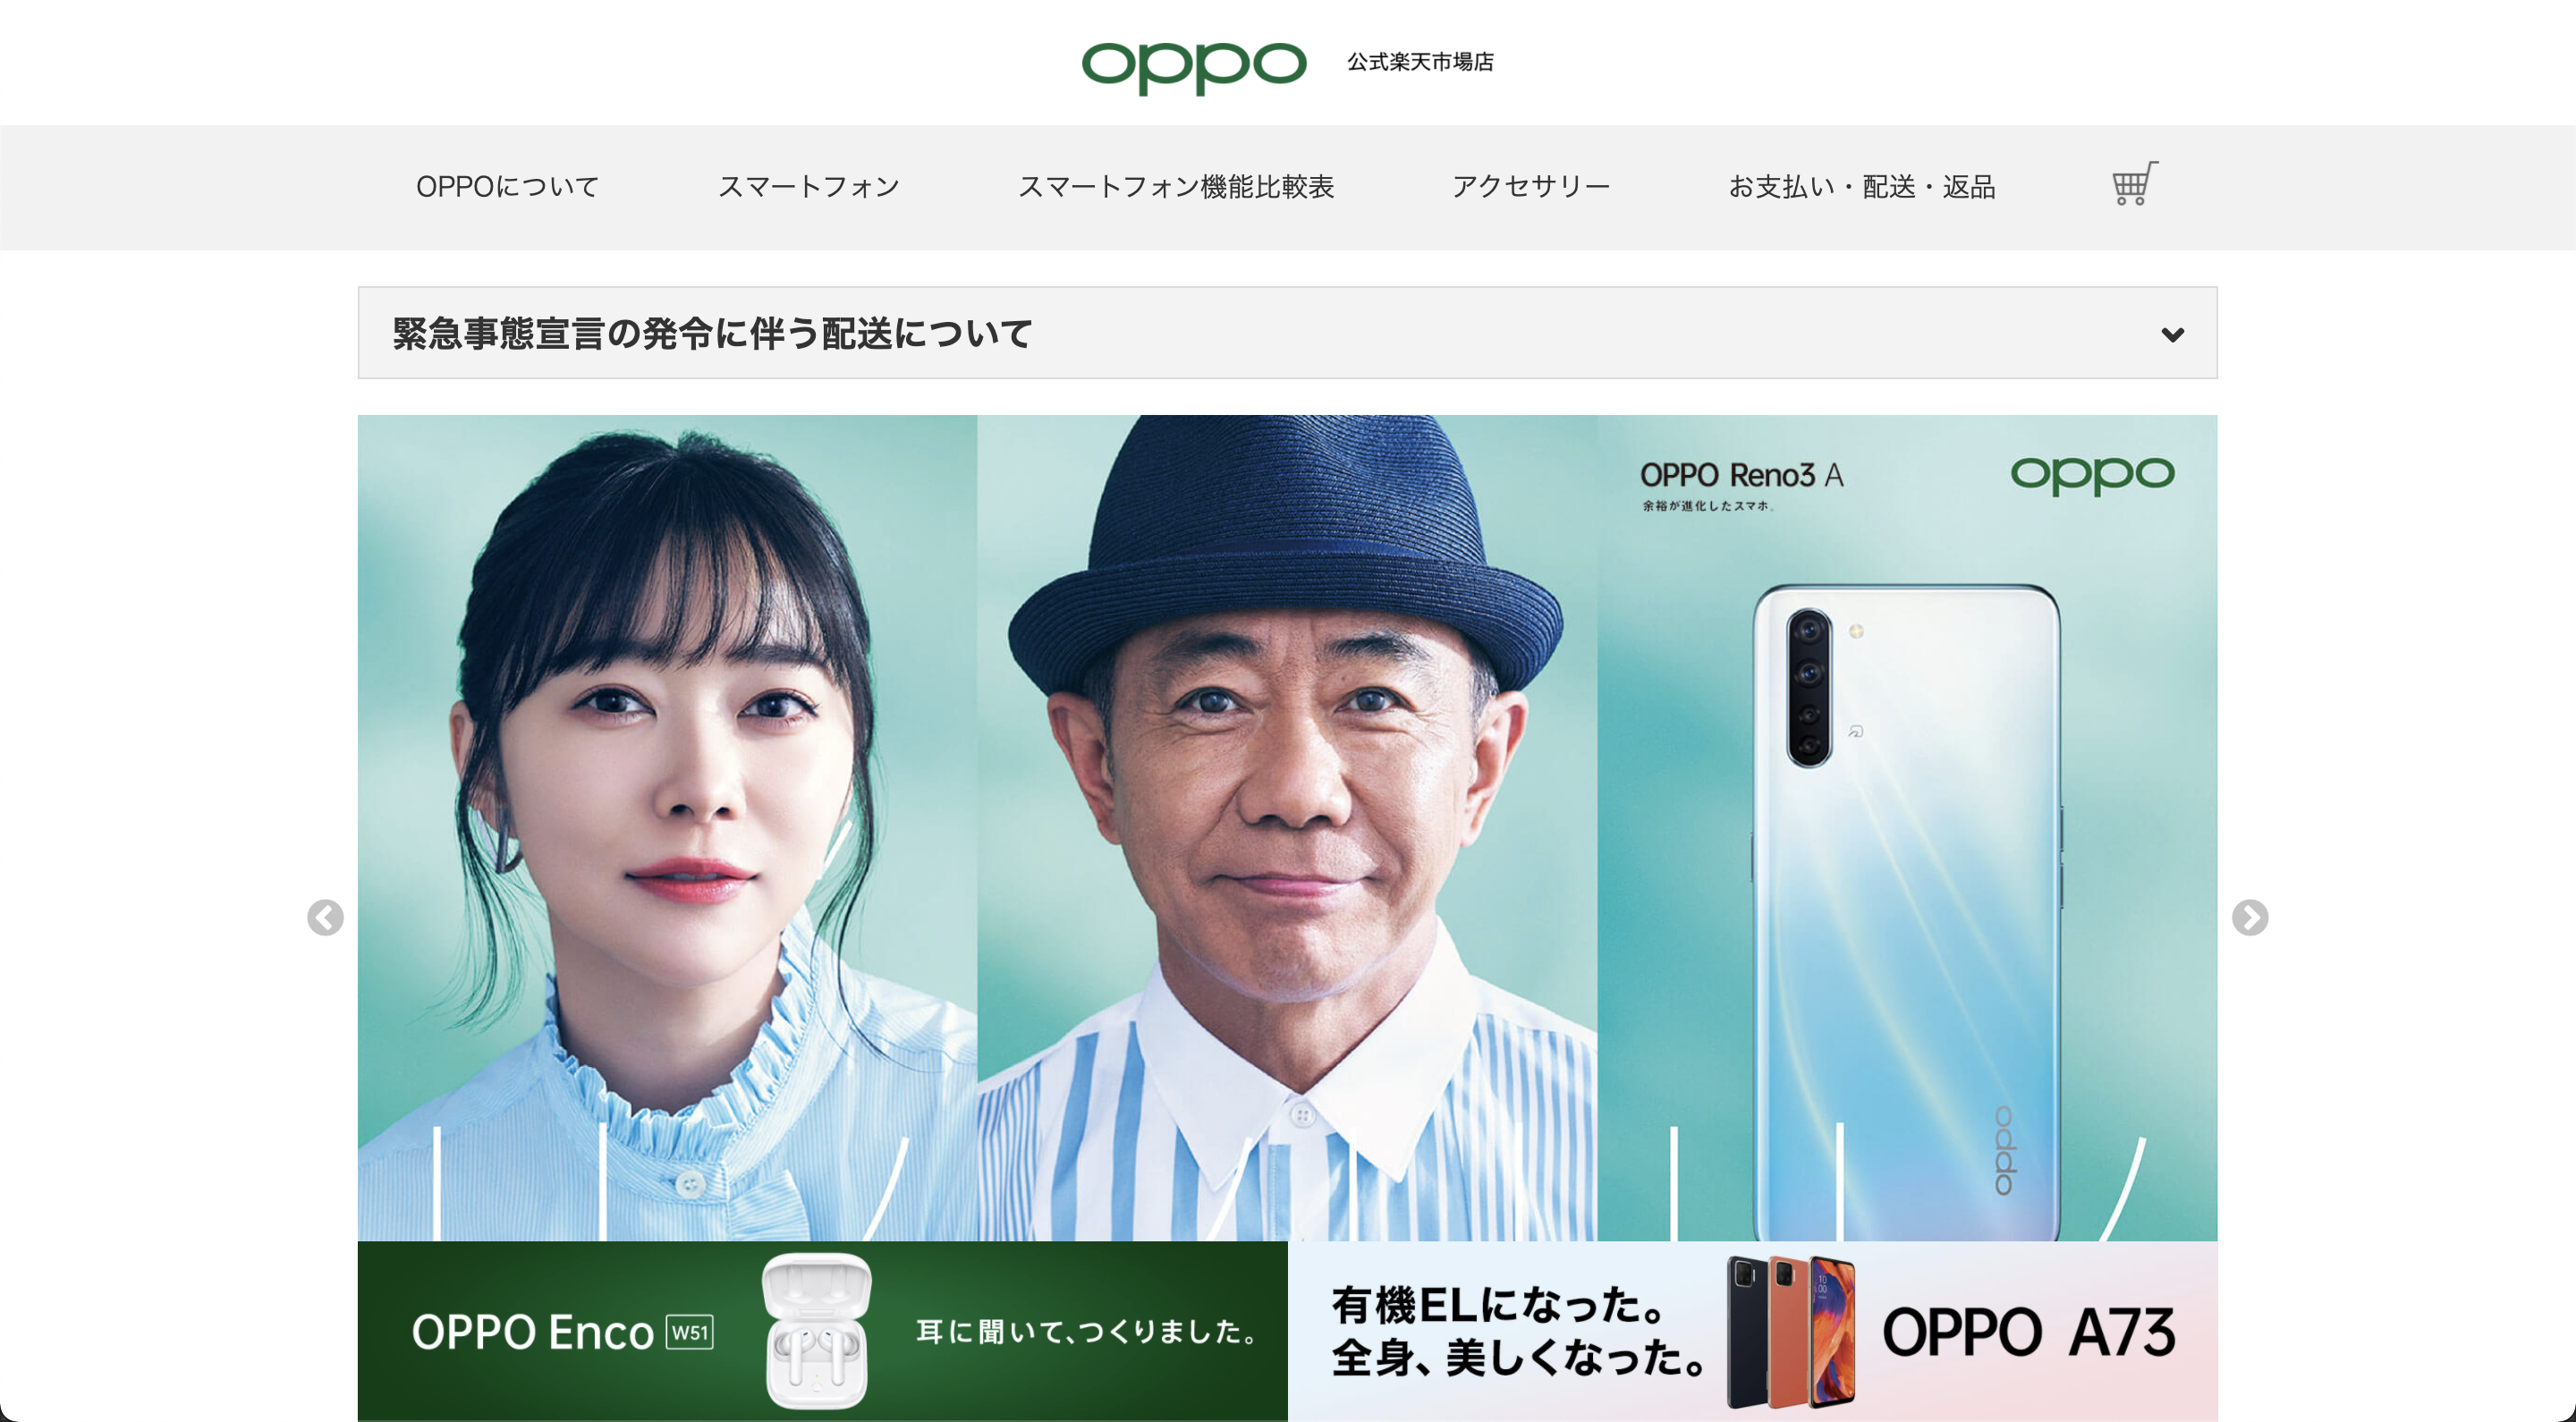 oppo 公式楽天市場店
OPPOについて スマートフォン スマートフォン機能比較表 アクセサリー お支払い・配送・返品
緊急事態宣言の発令に伴う配送について
OPPO Reno3 A
余裕が進化したスマホ。
oppo
oppo
OPPO Enco W51
耳に聞いて、つくりました。
有機ELになった。
全身、美しくなった。
10
00
OPPO A73